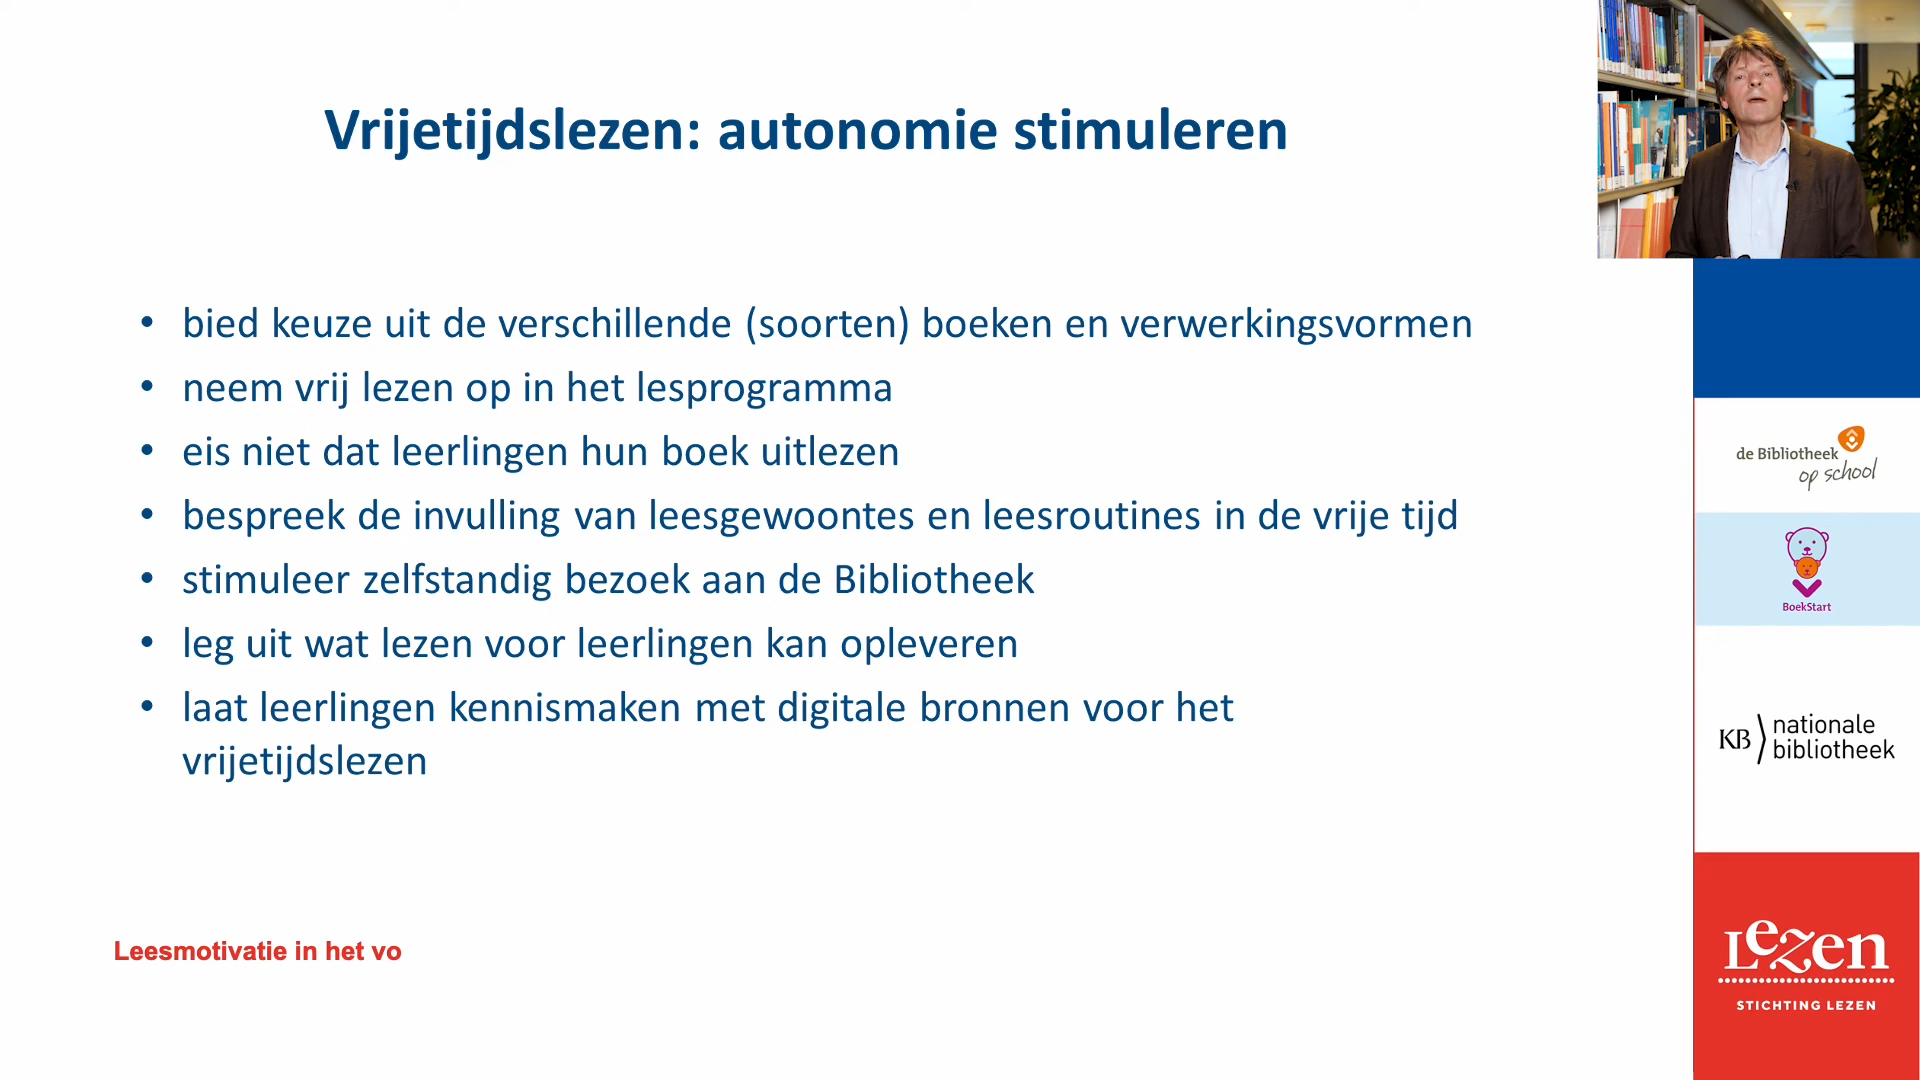 Vrijetijdslezen: autonomie stimuleren
• bied keuze uit de verschillende (soorten) boeken en verwerkingsvormen
• neem vrij lezen op in het lesprogramma
• eis niet dat leerlingen hun boek uitlezen
• bespreek de invulling van leesgewoontes en leesroutines in de vrije tijd
• stimuleer zelfstandig bezoek aan de Bibliotheek
• leg uit wat lezen voor leerlingen kan opleveren
• laat leerlingen kennismaken met digitale bronnen voor het
vrijetijdslezen
Leesmotivatie in het vo
de Bibliotheek
op school
BoekStart
KB nationale
bibliotheek
Lezen
STICHTING LEZEN